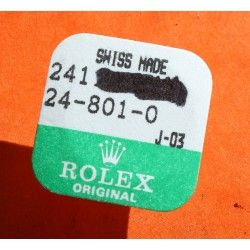 SWISS MADE
241
24-801-0
J-03
ROLEX
ORIGINAL